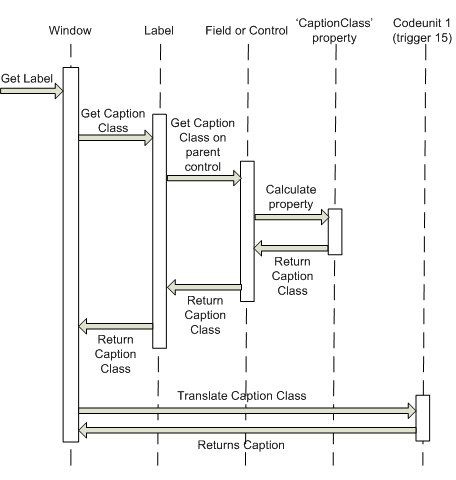 Window
Label
Field or Control
‘CaptionClass’
property
Codeunit 1
(trigger 15)
Get Label
Get Caption
Class
Get Caption
Class on
parent
control
Calculate
property
Return
Caption
Class
Return
Caption
Class
Return
Caption
Class
Translate Caption Class
Returns Caption